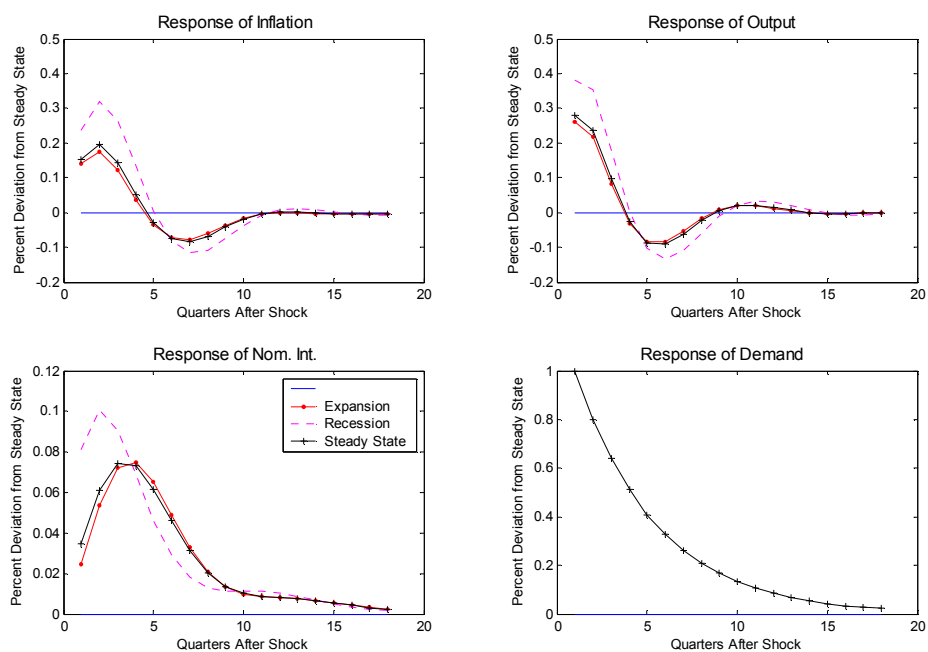 Response of Inflation
Percent Deviation from Steady State
0.5
0.4
0.3
0.2
0.1
0
-0.1
-0.2
0 5 10 15 20
Quarters After Shock
Response of Output
Percent Deviation from Steady State
0.5
0.4
0.3
0.2
0.1
0
-0.1
-0.2
0 5 10 15 20
Quarters After Shock
Response of Nom. Int.
Percent Deviation from Steady State
0.12
0.1
0.08
0.06
0.04
0.02
0
0 5 10 15 20
Quarters After Shock
Expansion
Recession
Steady State
Response of Demand
Percent Deviation from Steady State
1
0.8
0.6
0.4
0.2
0
0 5 10 15 20
Quarters After Shock